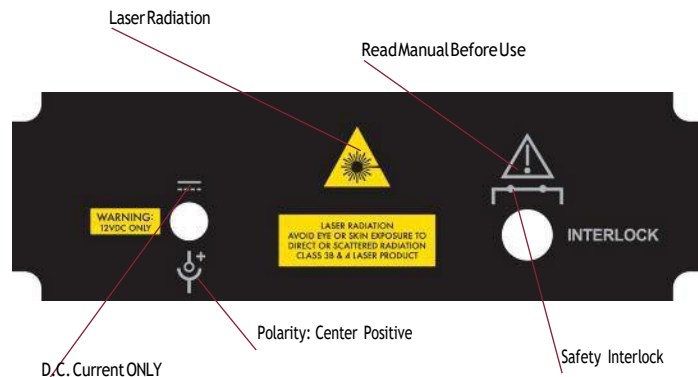 Laser Radiation
Read Manual Before Use
WARNING:
12VDC ONLY
LASER RADIATION
AVOID EYE OR SKIN EXPOSURE TO
DIRECT OR SCATTERED RADIATION
CLASS 3B & 4 LASER PRODUCT
INTERLOCK
+
Polarity: Center Positive
Safety Interlock
D.C. Current ONLY